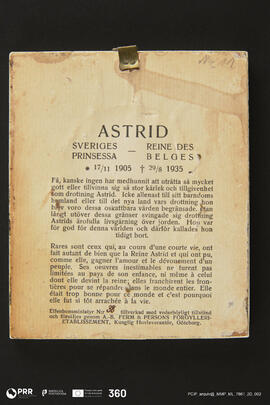 ASTRID
SVERIGES — REINE DES
PRINSESSA BELGES
* 17/11 1905 † 29/8 1935
Få, kanske ingen har medhunnit att uträtta så mycket
gott eller tillvinna sig så stor kärlek och tillgivenhet
som drottning Astrid. Icke allenast till sitt barndoms
hemland eller till det nya land vars drottning hon
blev voro dessa oskattbara värden begränsade. Utan
långt utöver dessa gränser svingade sig drottning
Astrids ärofulla livsgärning över jorden. Hon var
för god för denna världen och därför kallades hon
tidigt bort.
Rares sont ceux qui, au cours d'une courte vie, ont
fait autant de bien que la Reine Astrid et qui ont pu,
comme elle, gagner l'amour et le dévouement d'un
peuple. Ses oeuvres inestimables ne furent pas
limitées au pays de son enfance, ni même à celui
dont elle devint la reine; elles franchirent les fron-
tières pour se répandre dans le monde entier. Elle
était trop bonne pour ce monde et c'est pourquoi
elle fut si tôt arrachée à la vie.
Elfenbensminiatyr N:r tillverkad med vederbörligt tillstånd
och försäljes genom A.-B. FERM & PERSONS FÖRGYLLER-
ETABLISSEMENT, Kunglig Hovleverantör, Göteborg.
PRR
360